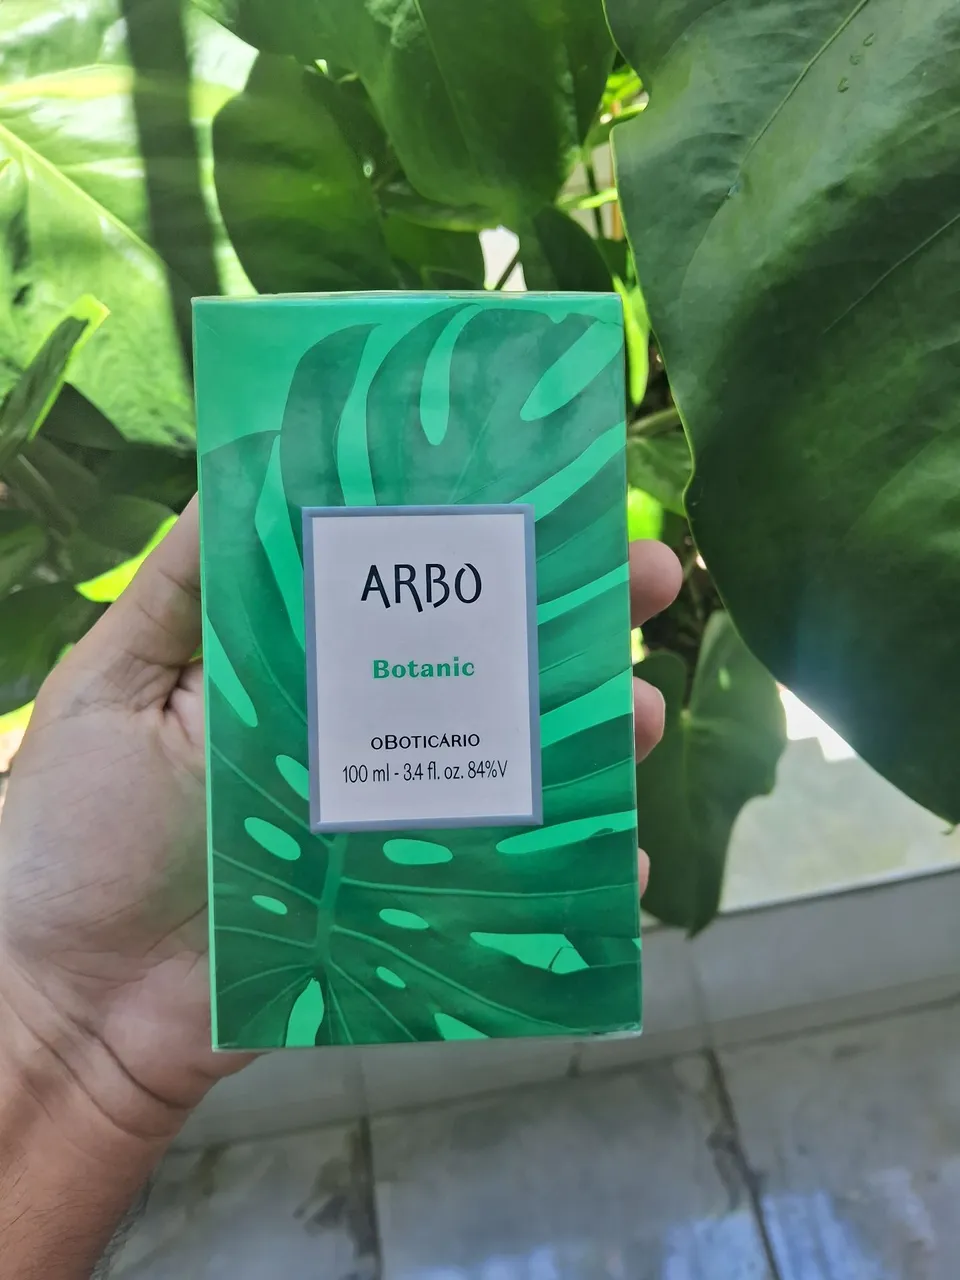 ARBO
Botanic
oBOTICÁRIO
100 ml - 3.4 fl. oz. 84%V